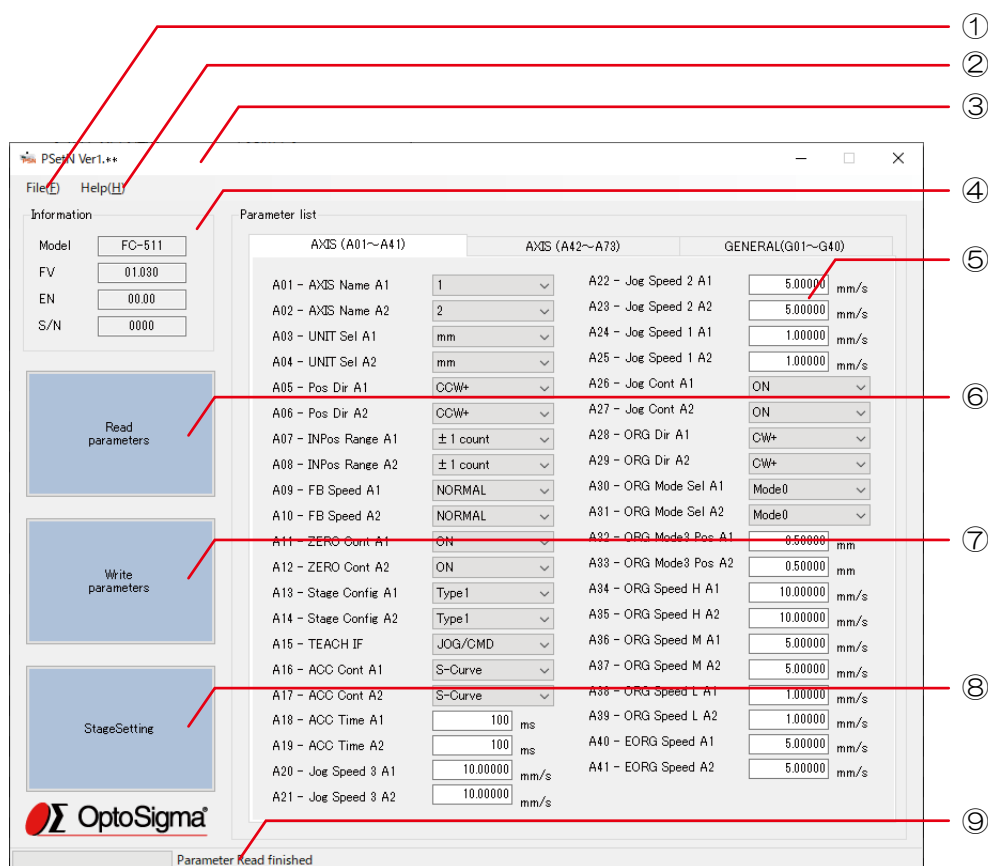 ①
②
③
PSetN Ver1.**
File(F) Help(H)
④
Information
Model FC-511
FV 01.030
EN 00.00
S/N 0000
Parameter list
AXIS (A01～A41) AXIS (A42～A73) GENERAL(G01～G40)
⑤
A01 - AXIS Name A1 1
A02 - AXIS Name A2 2
A03 - UNIT Sel A1 mm
A04 - UNIT Sel A2 mm
A05 - Pos Dir A1 CCW+
A06 - Pos Dir A2 CCW+
A07 - INPos Range A1 ± 1 count
A08 - INPos Range A2 ± 1 count
A09 - FB Speed A1 NORMAL
A10 - FB Speed A2 NORMAL
A11 - ZERO Cont A1 ON
A12 - ZERO Cont A2 ON
A13 - Stage Config A1 Type1
A14 - Stage Config A2 Type1
A15 - TEACH IF JOG/CMD
A16 - ACC Cont A1 S-Curve
A17 - ACC Cont A2 S-Curve
A18 - ACC Time A1 100 ms
A19 - ACC Time A2 100 ms
A20 - Jog Speed 3 A1 10.00000 mm/s
A21 - Jog Speed 3 A2 10.00000 mm/s
A22 - Jog Speed 2 A1 5.00000 mm/s
A23 - Jog Speed 2 A2 5.00000 mm/s
A24 - Jog Speed 1 A1 1.00000 mm/s
A25 - Jog Speed 1 A2 1.00000 mm/s
A26 - Jog Cont A1 ON
A27 - Jog Cont A2 ON
A28 - ORG Dir A1 CW+
A29 - ORG Dir A2 CW+
A30 - ORG Mode Sel A1 Mode0
A31 - ORG Mode Sel A2 Mode0
A32 - ORG Mode3 Pos A1 0.50000 mm
A33 - ORG Mode3 Pos A2 0.50000 mm
A34 - ORG Speed H A1 10.00000 mm/s
A35 - ORG Speed H A2 10.00000 mm/s
A36 - ORG Speed M A1 5.00000 mm/s
A37 - ORG Speed M A2 5.00000 mm/s
A38 - ORG Speed L A1 1.00000 mm/s
A39 - ORG Speed L A2 1.00000 mm/s
A40 - EORG Speed A1 5.00000 mm/s
A41 - EORG Speed A2 5.00000 mm/s
Read
parameters
⑥
Write
parameters
⑦
StageSetting
⑧
OptoSigma®
⑨
Parameter Read finished